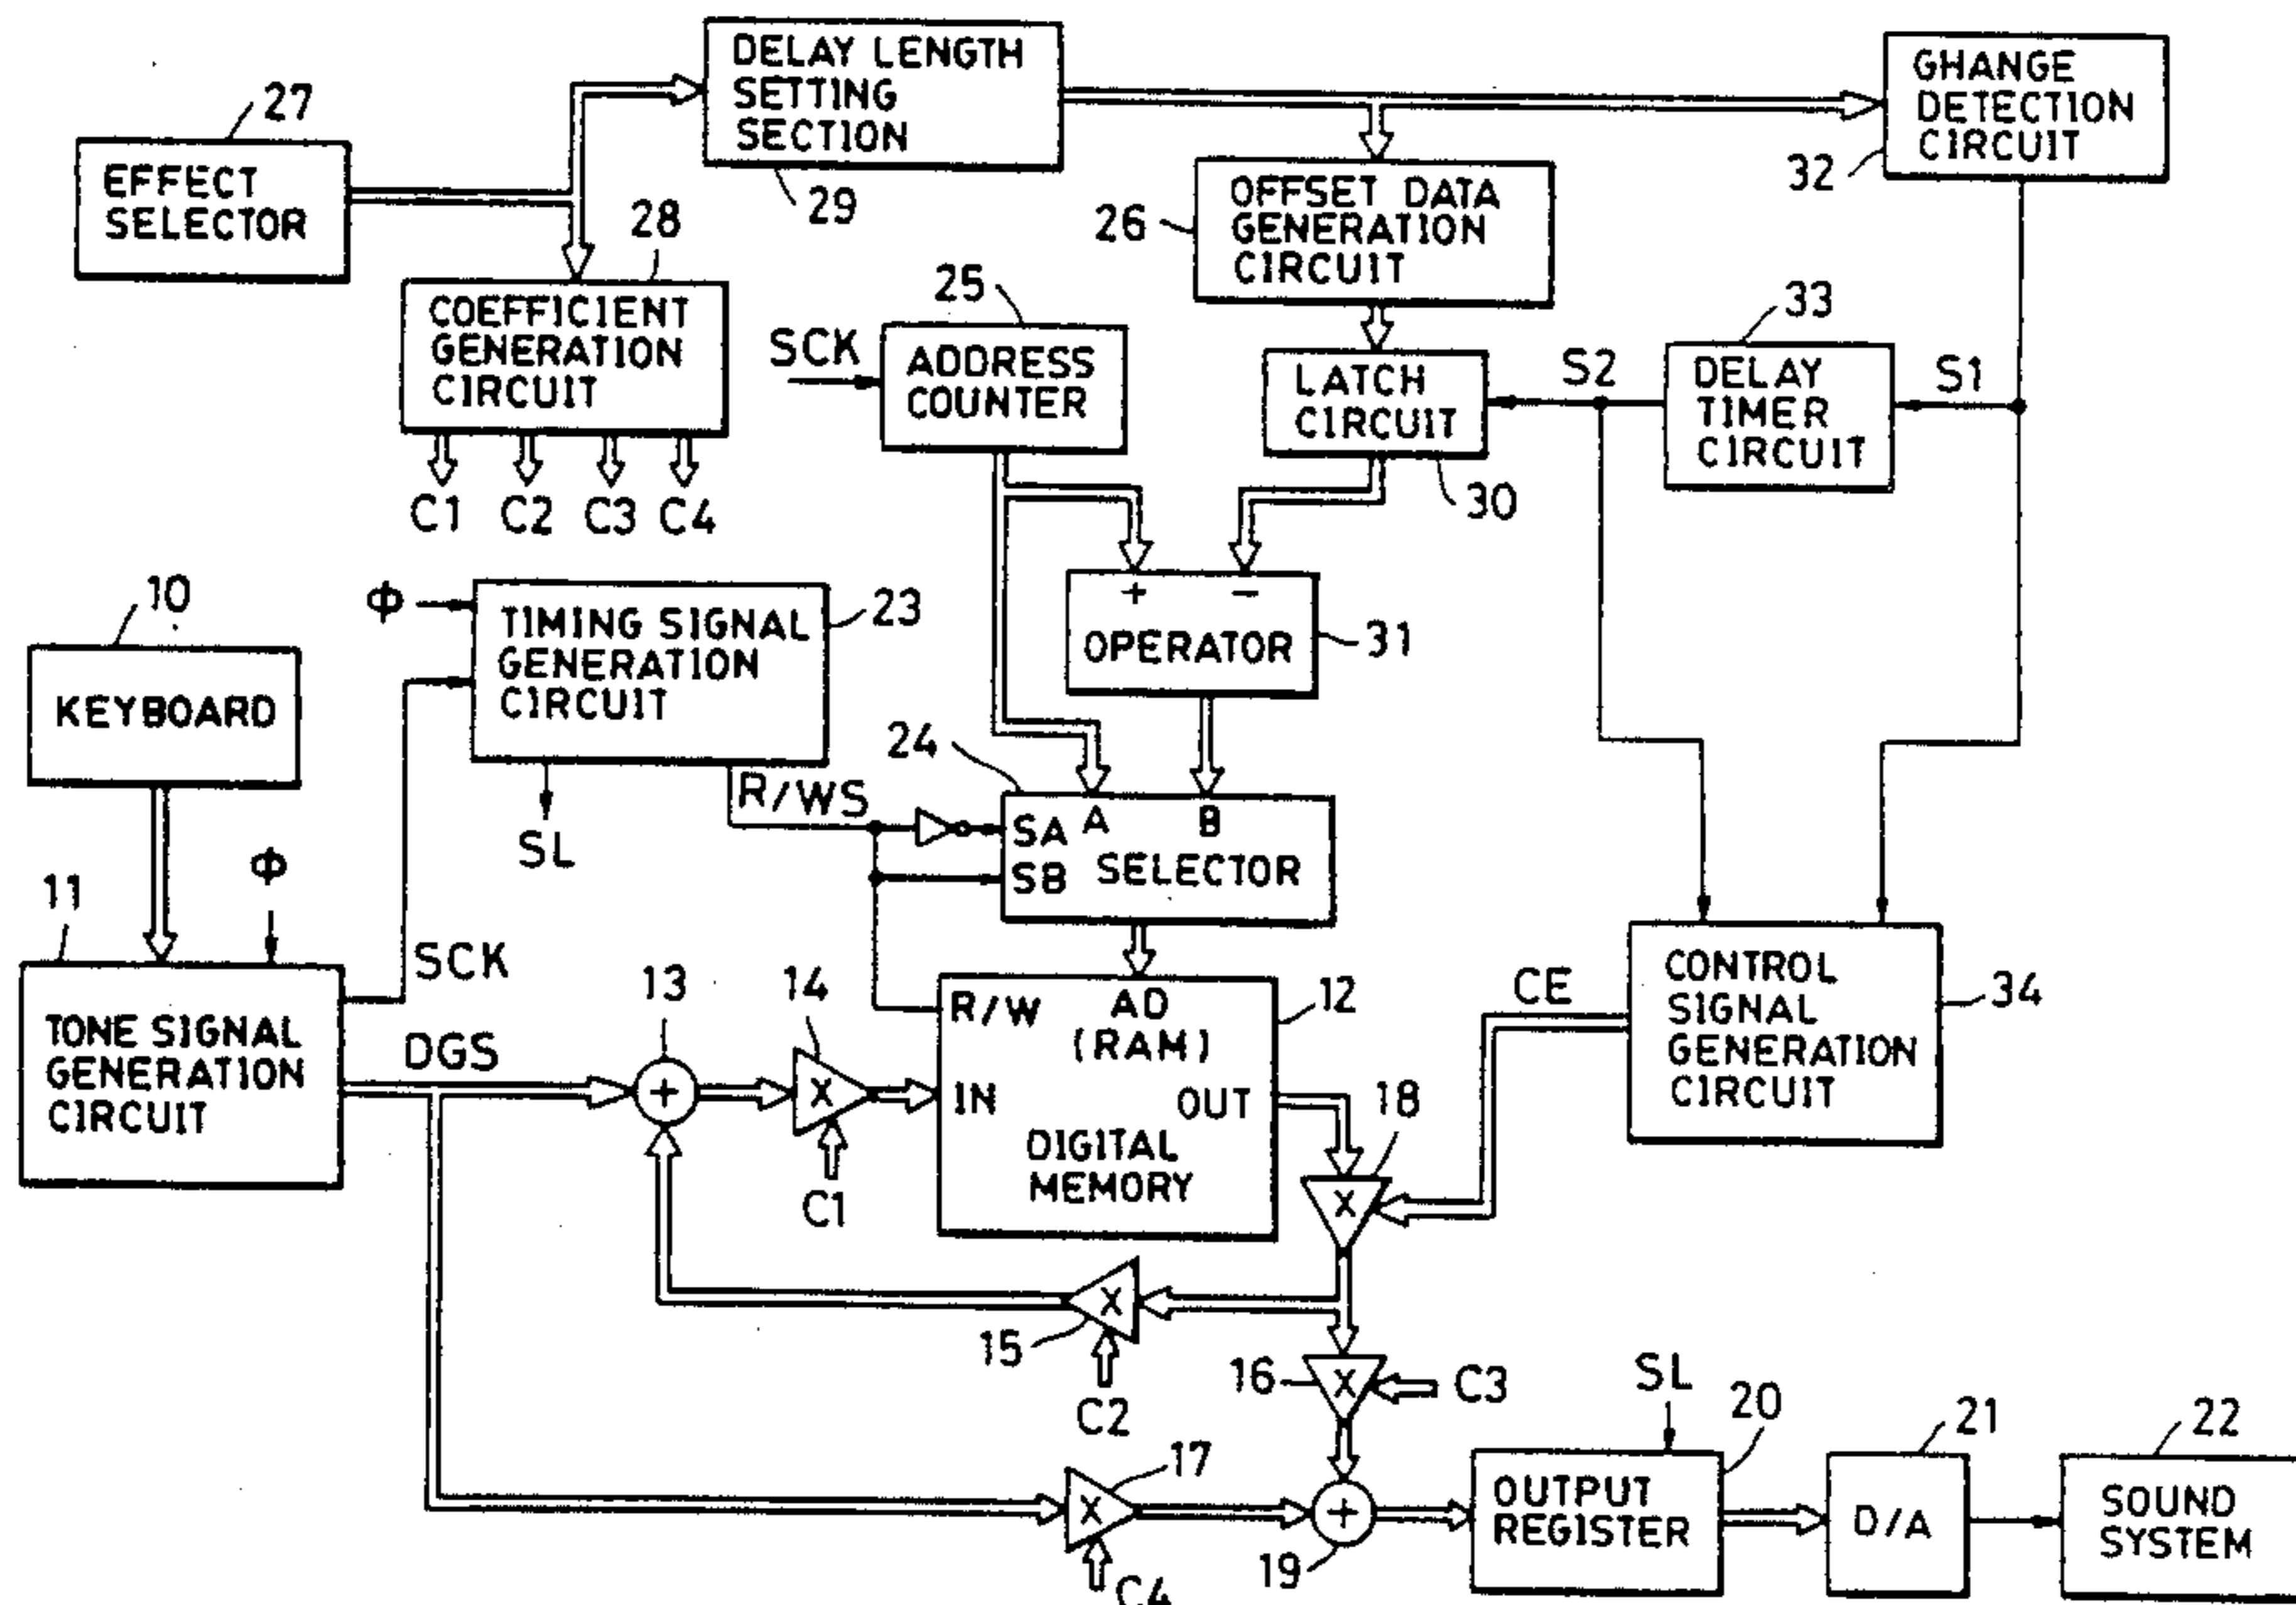 DELAY LENGTH
SETTING
SECTION
29
GHANGE
DETECTION
CIRCUIT
32
27
EFFECT
SELECTOR
28
COEFFICIENT
GENERATION
CIRCUIT
C1 C2 C3 C4
26
OFFSET DATA
GENERATION
CIRCUIT
25
SCK
ADDRESS
COUNTER
LATCH
CIRCUIT
30
S2
33
DELAY
TIMER
CIRCUIT
S1
+ −
OPERATOR
31
10
KEYBOARD
Φ
TIMING SIGNAL
GENERATION
CIRCUIT
23
SL
R/WS
24
SA A B
SB SELECTOR
11
Φ
TONE SIGNAL
GENERATION
CIRCUIT
SCK
DGS
13
+
14
X
C1
R/W AD
(RAM)
IN OUT
DIGITAL
MEMORY
12
18
X
CE
CONTROL
SIGNAL
GENERATION
CIRCUIT
34
X
15
C2
16
X
C3
17
X
C4
+
19
SL
20
OUTPUT
REGISTER
21
D/A
22
SOUND
SYSTEM